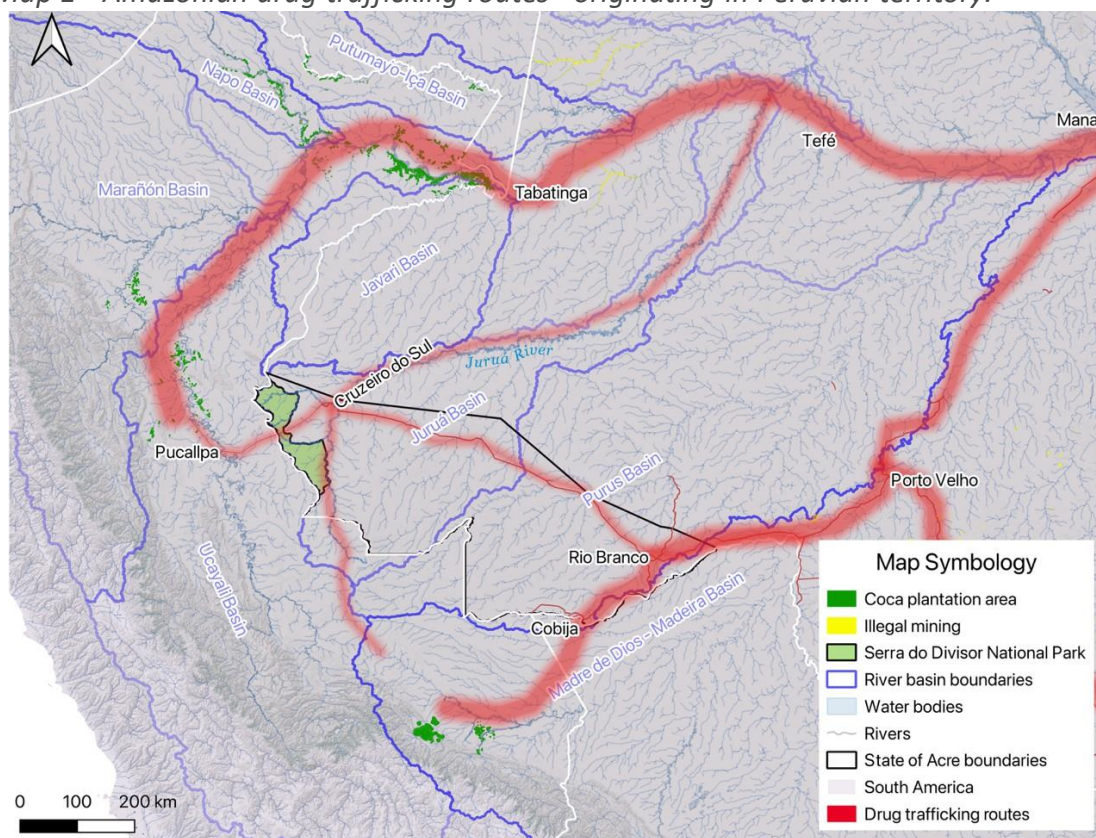 Map 1 - Amazonian drug trafficking routes originating in Peruvian territory.
Putumayo-Iça Basin
Napo Basin
Mana
Tefé
Marañón Basin
Tabatinga
Javari Basin
Juruá River
Cruzeiro do Sul
Juruá Basin
Pucallpa
Purus Basin
Porto Velho
Ucayali Basin
Rio Branco
Cobija
Madre de Dios - Madeira Basin
Map Symbology
Coca plantation area
Illegal mining
Serra do Divisor National Park
River basin boundaries
Water bodies
Rivers
State of Acre boundaries
South America
Drug trafficking routes
0 100 200 km